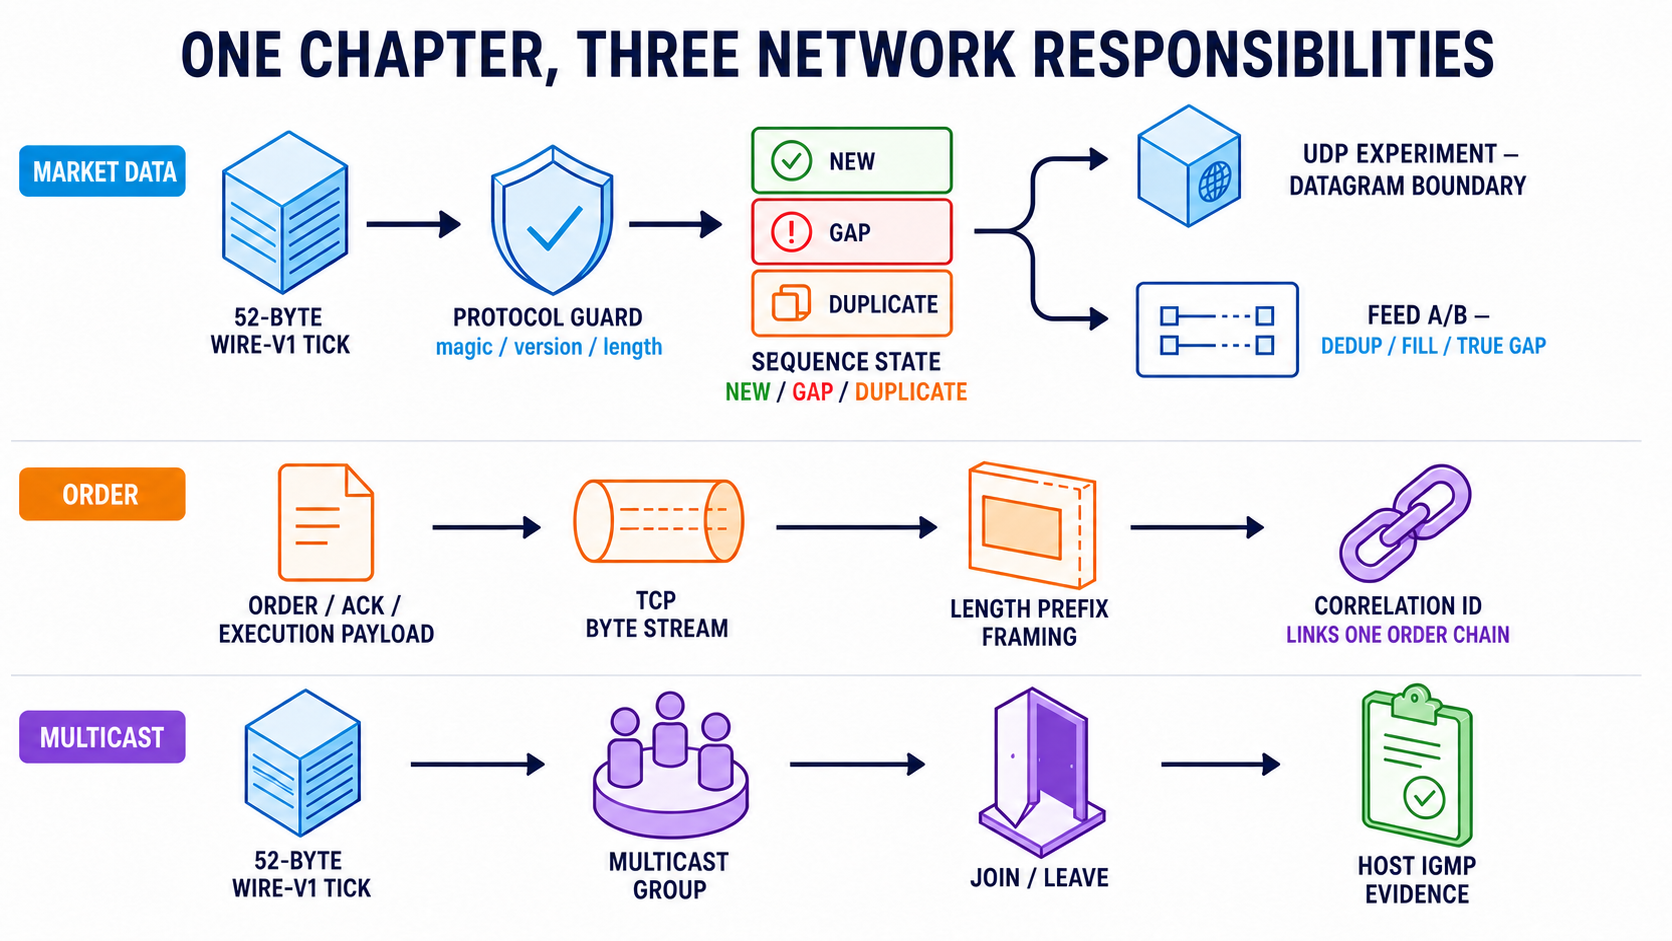 ONE CHAPTER, THREE NETWORK RESPONSIBILITIES
MARKET DATA
52-BYTE
WIRE-V1 TICK
PROTOCOL GUARD
magic / version / length
NEW
GAP
DUPLICATE
SEQUENCE STATE
NEW / GAP / DUPLICATE
UDP EXPERIMENT –
DATAGRAM BOUNDARY
FEED A/B –
DEDUP / FILL / TRUE GAP
ORDER
ORDER / ACK /
EXECUTION PAYLOAD
TCP
BYTE STREAM
LENGTH PREFIX
FRAMING
CORRELATION ID
LINKS ONE ORDER CHAIN
MULTICAST
52-BYTE
WIRE-V1 TICK
MULTICAST
GROUP
JOIN / LEAVE
HOST IGMP
EVIDENCE